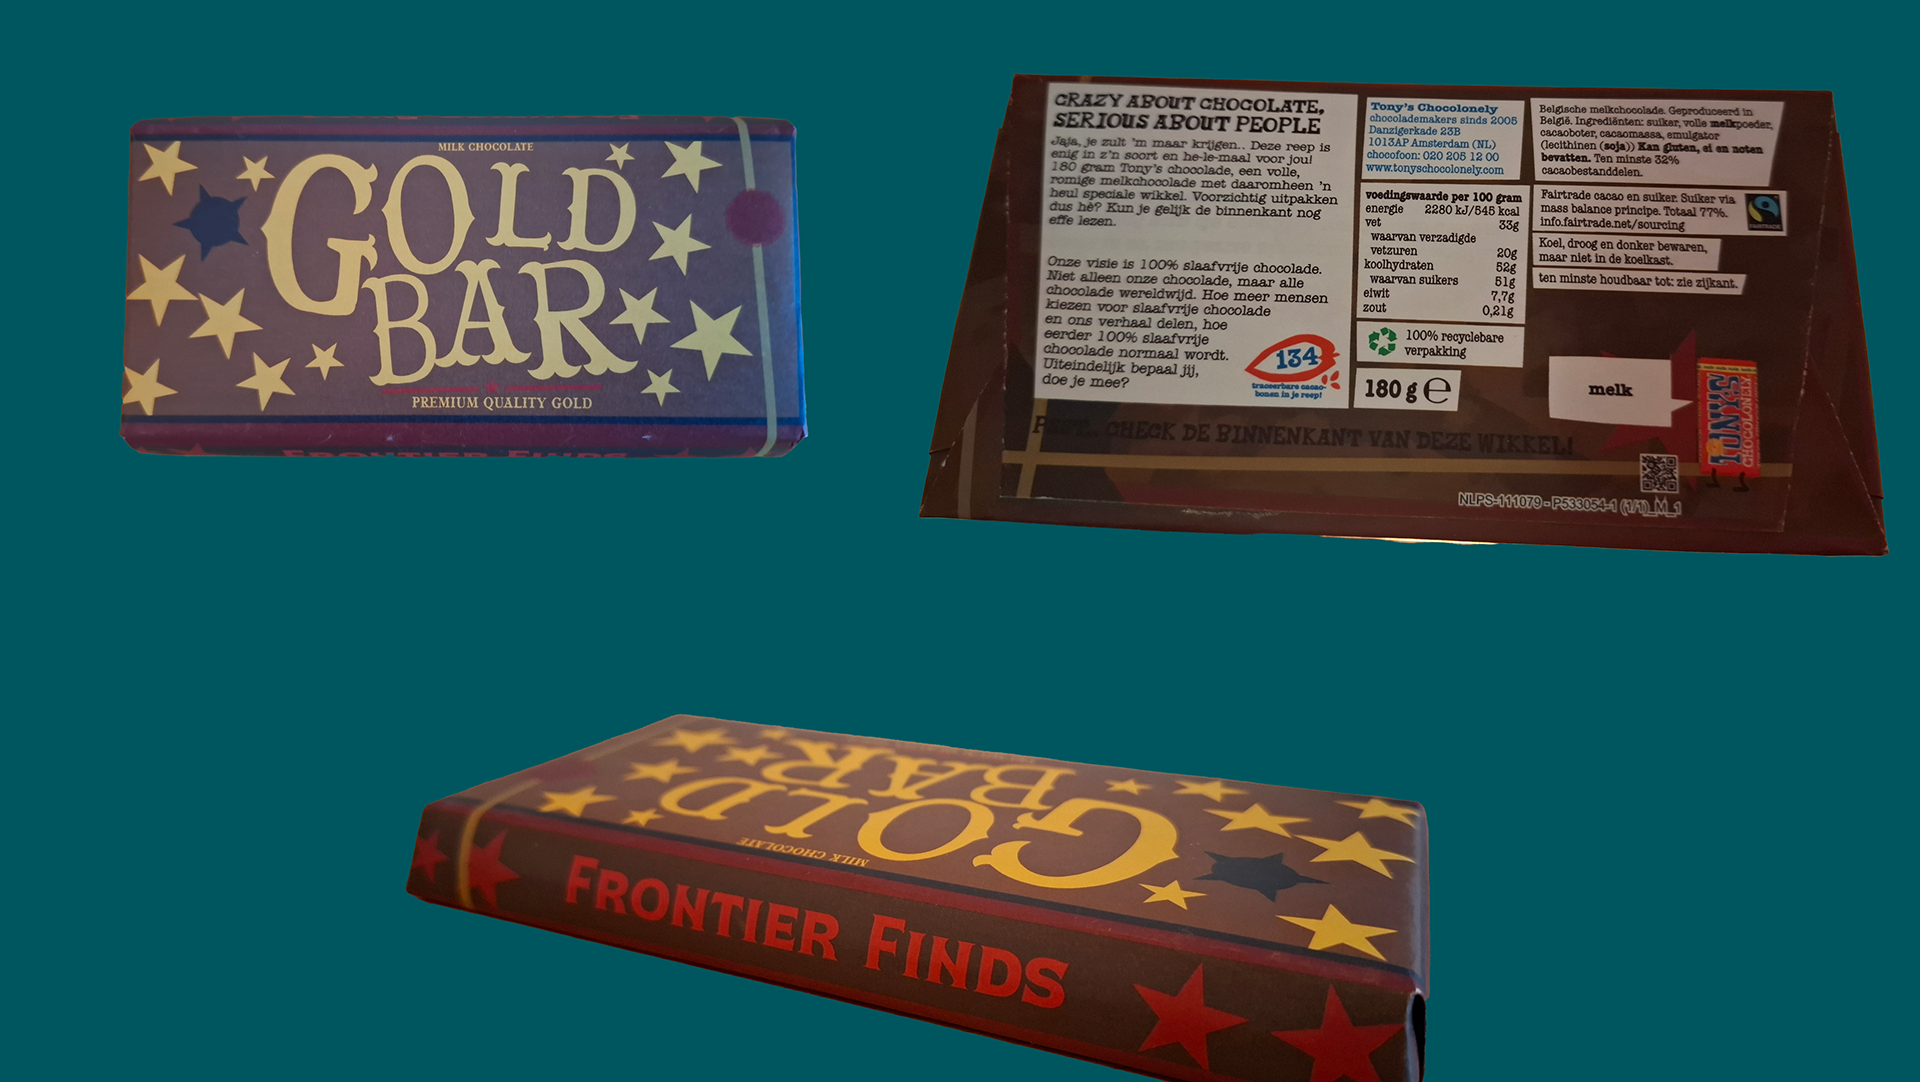 MILK CHOCOLATE
GOLD
BAR
PREMIUM QUALITY GOLD
FRONTIER FINDS
CRAZY ABOUT CHOCOLATE,
SERIOUS ABOUT PEOPLE
Jaja, je zult 'm maar krijgen.. Deze reep is
enig in z'n soort en he-le-maal voor jou!
180 gram Tony's chocolade, een volle,
romige melkchocolade met daaromheen 'n
heul speciale wikkel. Voorzichtig uitpakken
dus hè? Kun je gelijk de binnenkant nog
effe lezen.
Onze visie is 100% slaafvrije chocolade.
Niet alleen onze chocolade, maar alle
chocolade wereldwijd. Hoe meer mensen
kiezen voor slaafvrije chocolade
en ons verhaal delen, hoe
eerder 100% slaafvrije
chocolade normaal wordt.
Uiteindelijk bepaal jij,
doe je mee?
134
traceerbare cacao-
bonen in je reep!
Tony's Chocolonely
chocolademakers sinds 2005
Danzigerkade 23B
1013AP Amsterdam (NL)
chocofoon: 020 205 12 00
www.tonyschocolonely.com
voedingswaarde per 100 gram
energie 2280 kJ/545 kcal
vet 33g
waarvan verzadigde
vetzuren 20g
koolhydraten 52g
waarvan suikers 51g
eiwit 7,7g
zout 0,21g
100% recyclebare
verpakking
180 g ℮
Belgische melkchocolade. Geproduceerd in
België. Ingrediënten: suiker, volle melkpoeder,
cacaoboter, cacaomassa, emulgator
(lecithinen (soja)) Kan gluten, ei en noten
bevatten. Ten minste 32%
cacaobestanddelen.
Fairtrade cacao en suiker. Suiker via
mass balance principe. Totaal 77%.
info.fairtrade.net/sourcing
FAIRTRADE
Koel, droog en donker bewaren,
maar niet in de koelkast.
ten minste houdbaar tot: zie zijkant.
melk
TONY'S
CHOCOLONELY
PSST.. CHECK DE BINNENKANT VAN DEZE WIKKEL!
NLPS-111079 - P533054-1 (1/1)_M_1
GOLD
BAR
MILK CHOCOLATE
FRONTIER FINDS